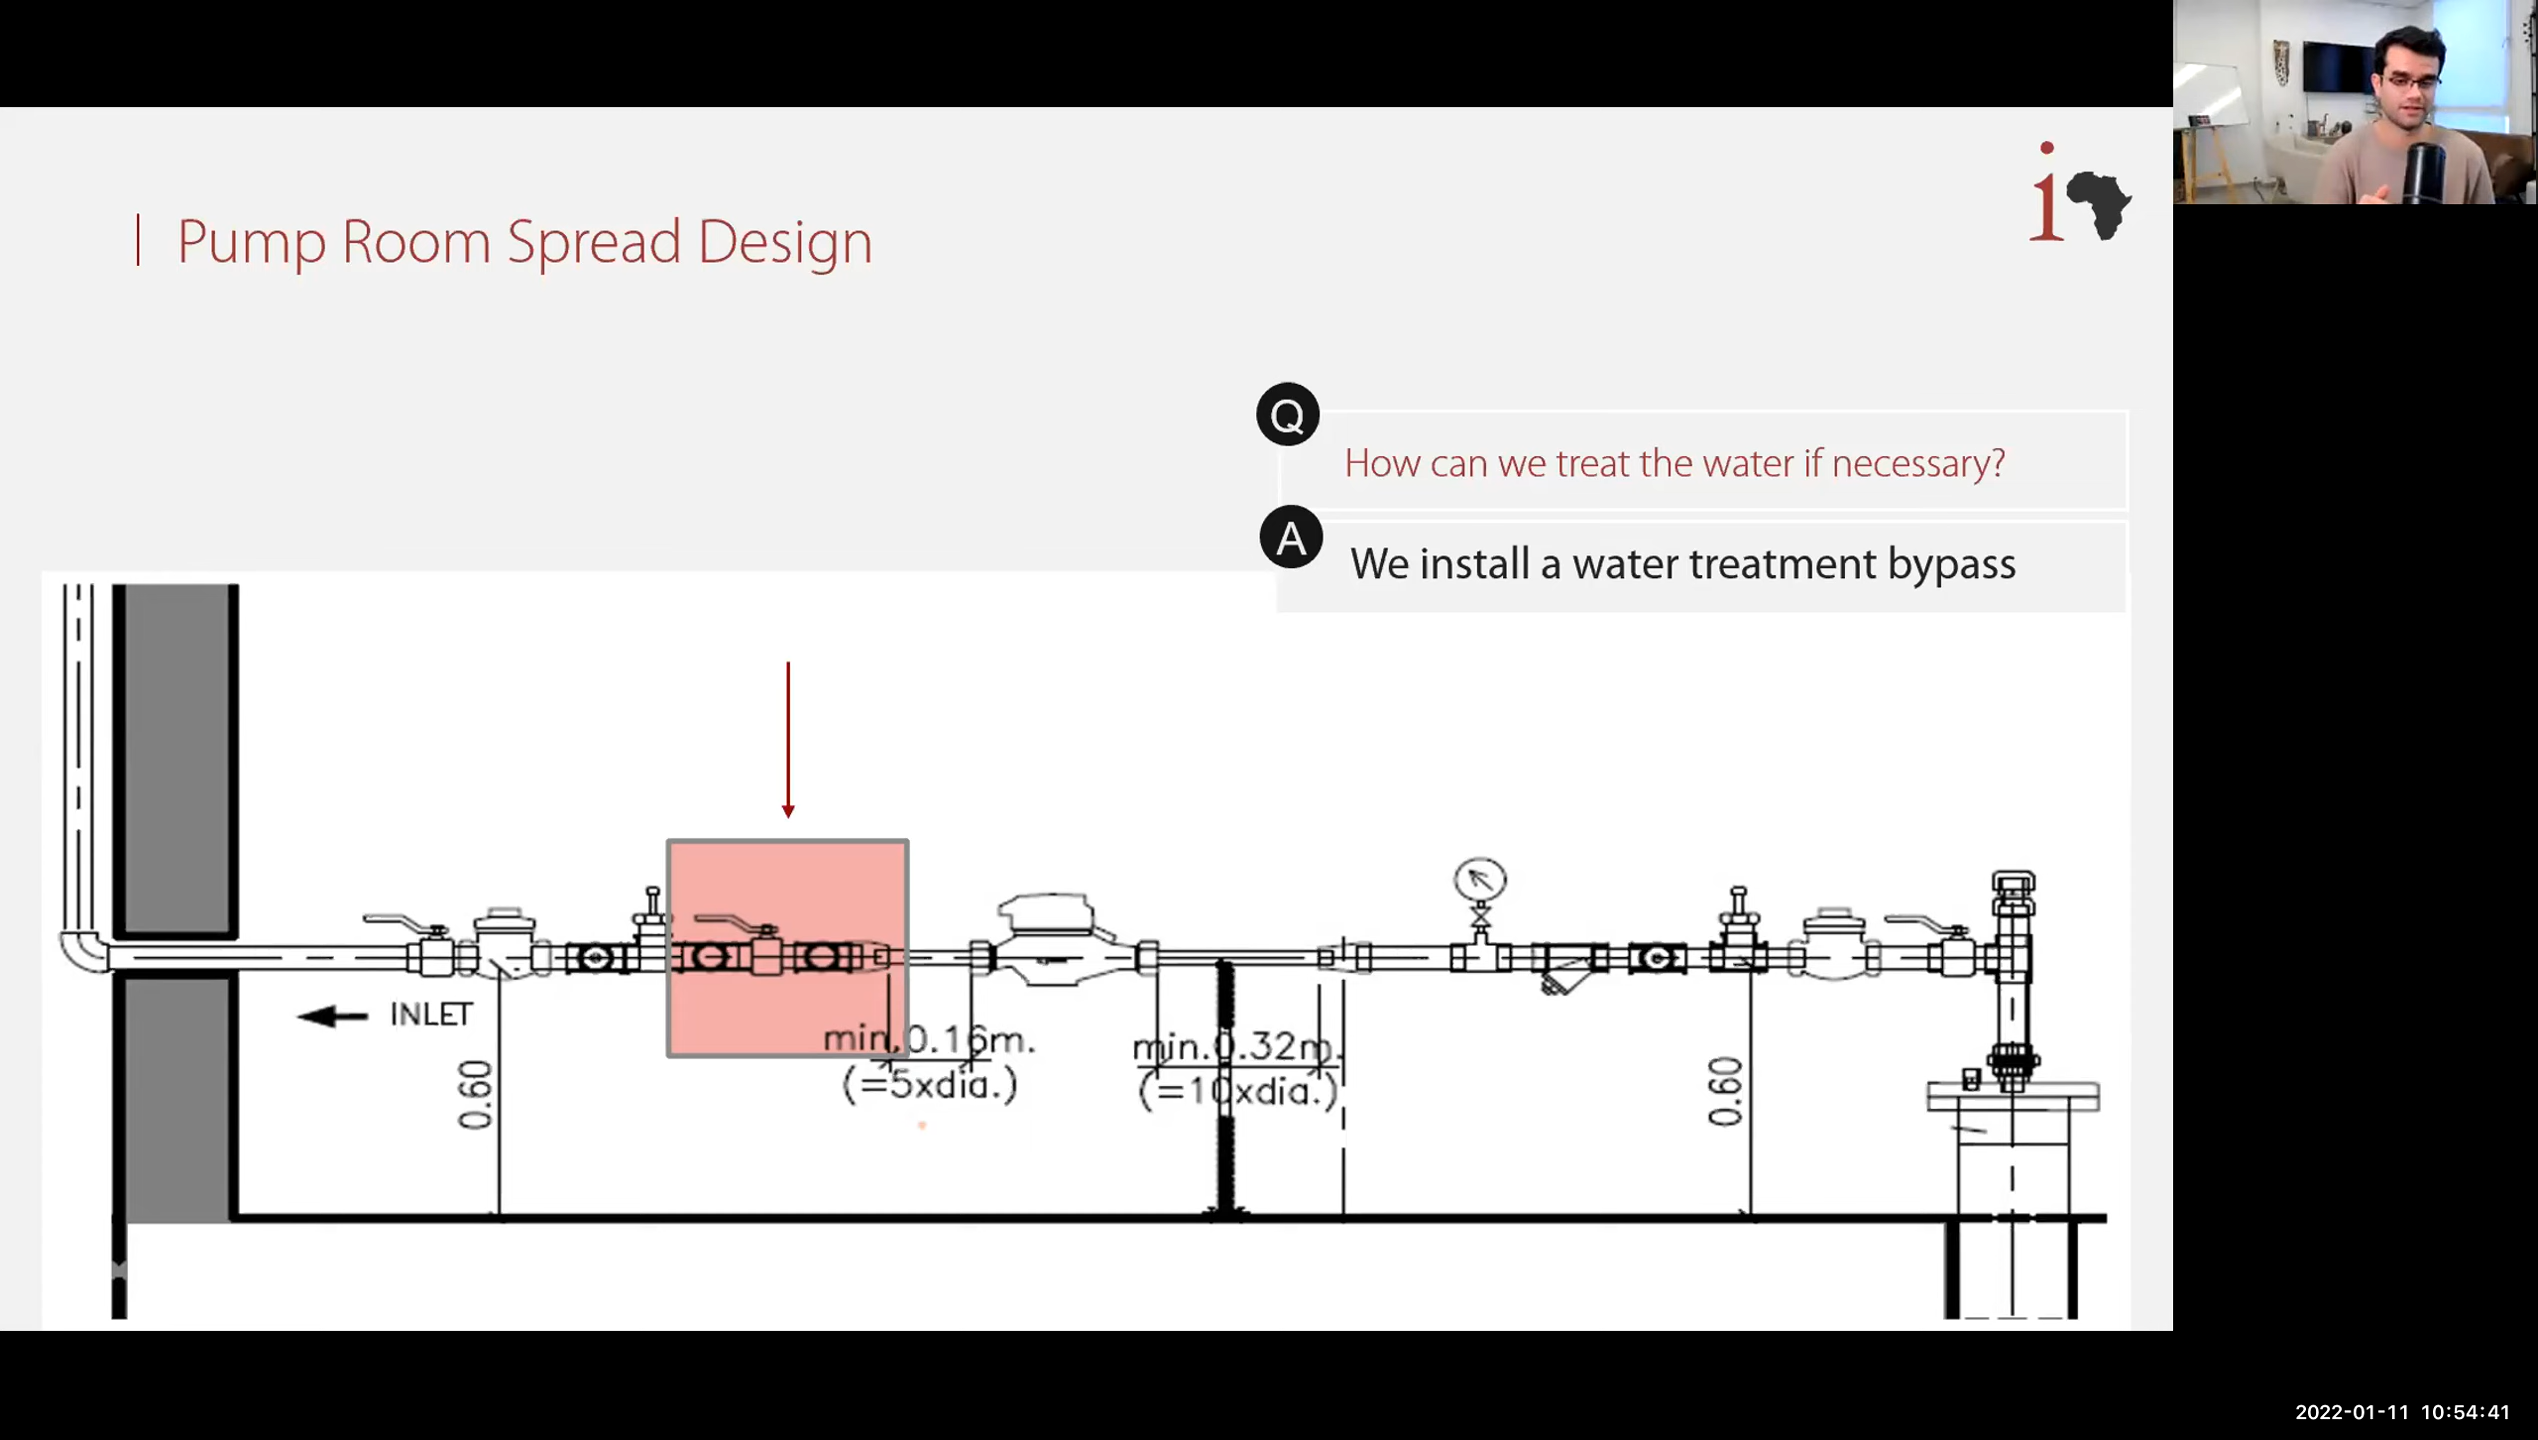 Pump Room Spread Design
i
Q
How can we treat the water if necessary?
A
We install a water treatment bypass
INLET
min.0.16m.
(=5xdia.)
min.0.32m.
(=10xdia.)
0.60
0.60
2022-01-11 10:54:41